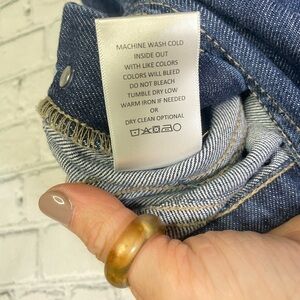 MACHINE WASH COLD
INSIDE OUT
WITH LIKE COLORS
COLORS WILL BLEED
DO NOT BLEACH
TUMBLE DRY LOW
WARM IRON IF NEEDED
OR
DRY CLEAN OPTIONAL